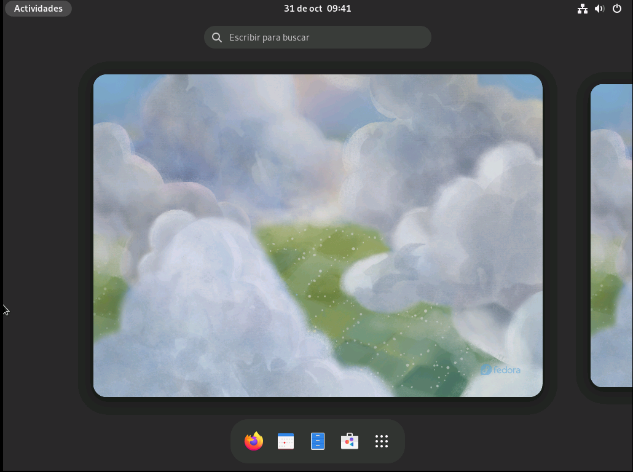 Actividades
31 de oct 09:41
Escribir para buscar
fedora